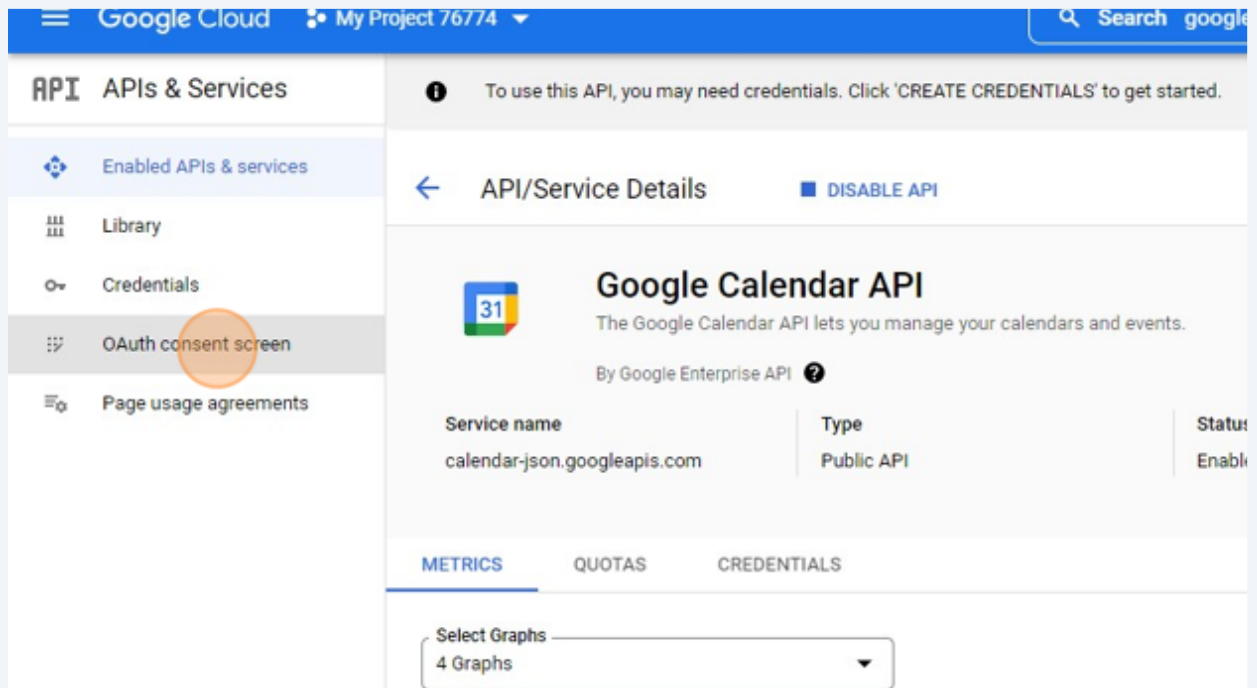 Google Cloud My Project 76774 Search
API APIs & Services
To use this API, you may need credentials. Click 'CREATE CREDENTIALS' to get started.
Enabled APIs & services
Library
Credentials
OAuth consent screen
Page usage agreements
API/Service Details DISABLE API
31
Google Calendar API
The Google Calendar API lets you manage your calendars and events.
By Google Enterprise API
Service name Type Status
calendar-json.googleapis.com Public API
METRICS QUOTAS CREDENTIALS
Select Graphs
4 Graphs